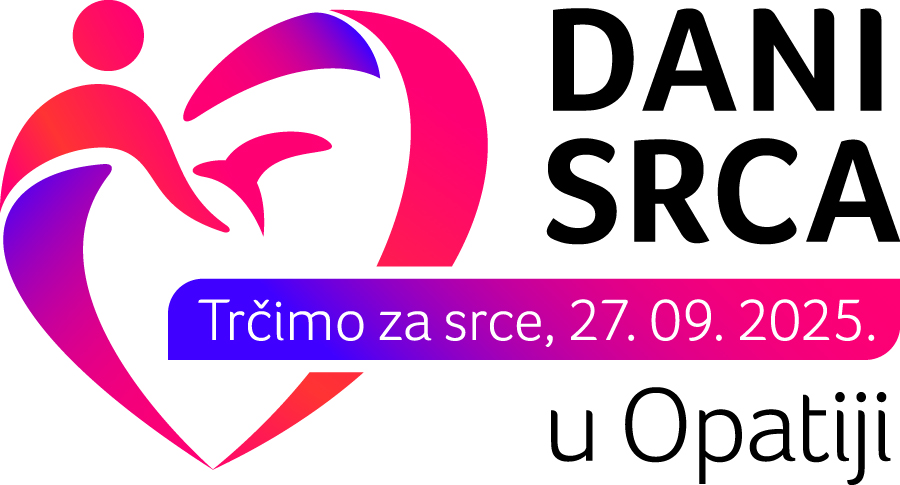 DANI
SRCA
Trčimo za srce, 27. 09. 2025.
u Opatiji